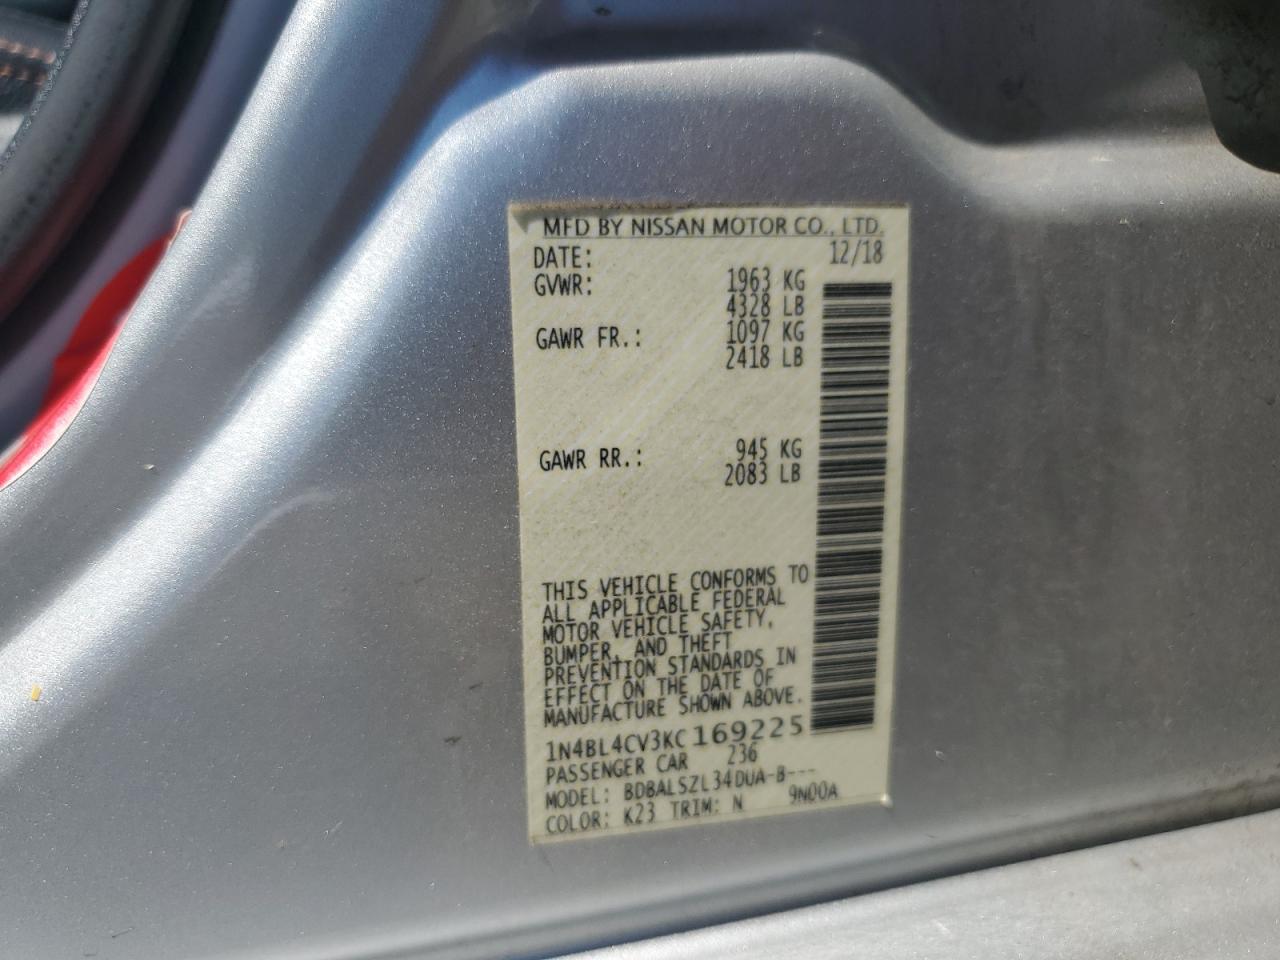 MFD BY NISSAN MOTOR CO., LTD.
DATE: 12/18
GVWR: 1963 KG
4328 LB
GAWR FR.: 1097 KG
2418 LB
GAWR RR.: 945 KG
2083 LB
THIS VEHICLE CONFORMS TO
ALL APPLICABLE FEDERAL
MOTOR VEHICLE SAFETY,
BUMPER, AND THEFT
PREVENTION STANDARDS IN
EFFECT ON THE DATE OF
MANUFACTURE SHOWN ABOVE.
1N4BL4CV3KC169225
PASSENGER CAR 236
MODEL: BDBALSZL34DUA-B---
COLOR: K23 TRIM: N 9N00A